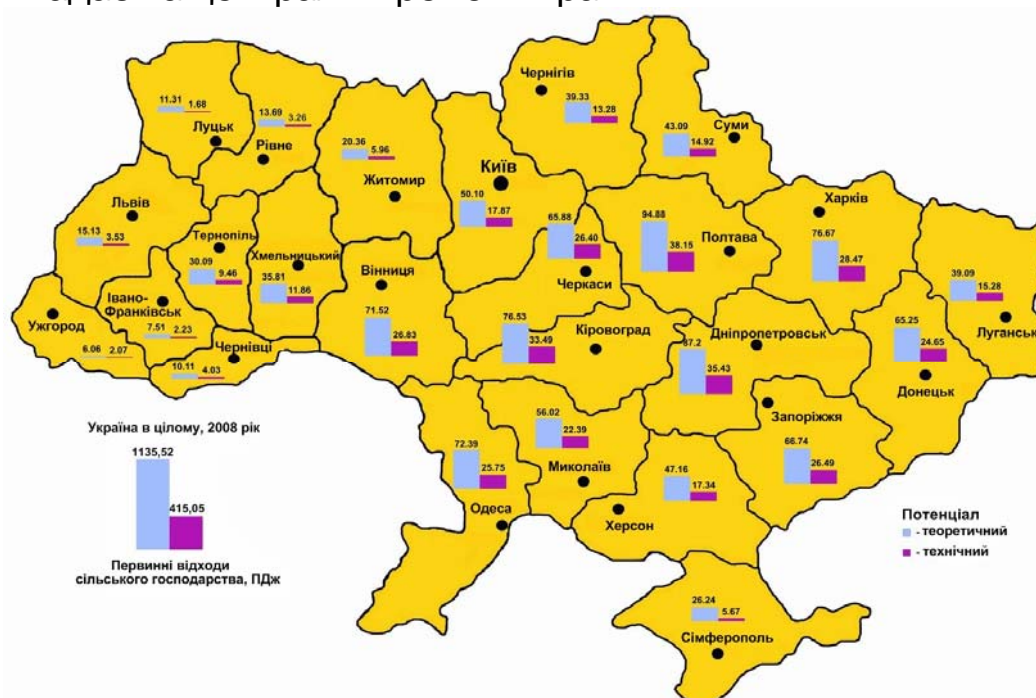 Чернігів
39.33
13.28
11.31
1.68
Луцьк
13.69
3.26
Рівне
20.36
5.96
Житомир
Київ
50.10
17.87
43.09
14.92
Суми
Львів
15.13
3.53
Тернопіль
30.09
9.46
Хмельницький
35.81
11.86
Вінниця
71.52
26.83
65.88
26.40
Черкаси
94.88
38.15
Полтава
Харків
76.67
28.47
39.09
15.28
Луганськ
Ужгород
6.06
2.07
Івано-
Франківськ
7.51
2.23
Чернівці
10.11
4.03
76.53
33.49
Кіровоград
Дніпропетровськ
35.43
65.25
24.65
Донецьк
Запоріжжя
66.74
26.49
56.02
22.39
Миколаїв
72.39
25.75
Одеса
47.16
17.34
Херсон
26.24
5.67
Сімферополь
Україна в цілому, 2008 рік
1135,52
415,05
Первинні відходи
сільського господарства, ПДж
Потенціал
- теоретичний
- технічний